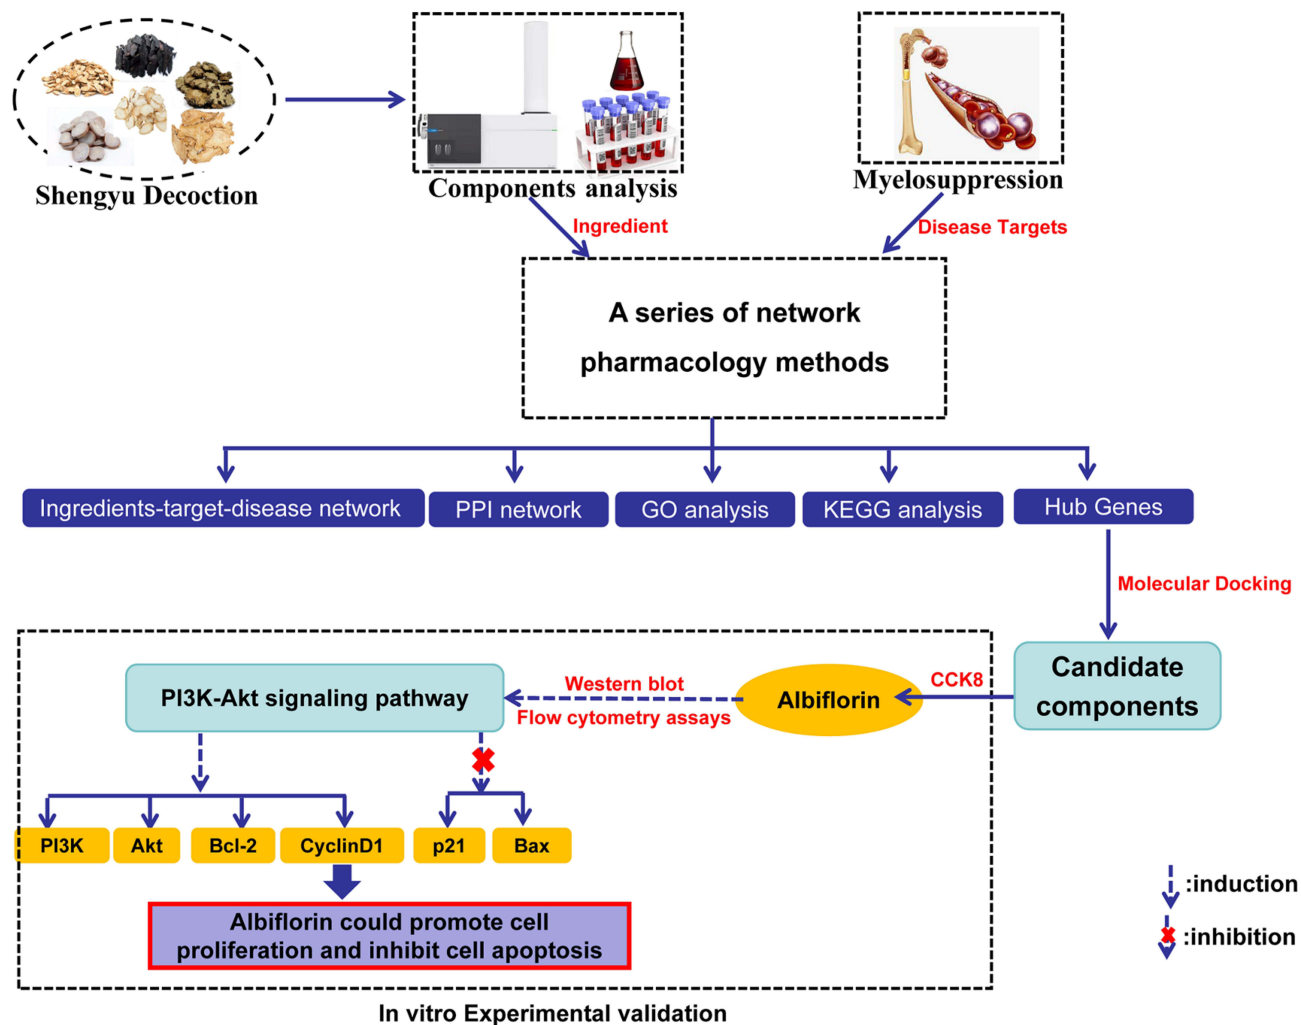 Shengyu Decoction
Components analysis
Myelosuppression
Ingredient
Disease Targets
A series of network
pharmacology methods
Ingredients-target-disease network
PPI network
GO analysis
KEGG analysis
Hub Genes
Molecular Docking
Candidate
components
CCK8
Albiflorin
Western blot
Flow cytometry assays
PI3K-Akt signaling pathway
PI3K
Akt
Bcl-2
CyclinD1
p21
Bax
Albiflorin could promote cell
proliferation and inhibit cell apoptosis
:induction
:inhibition
In vitro Experimental validation